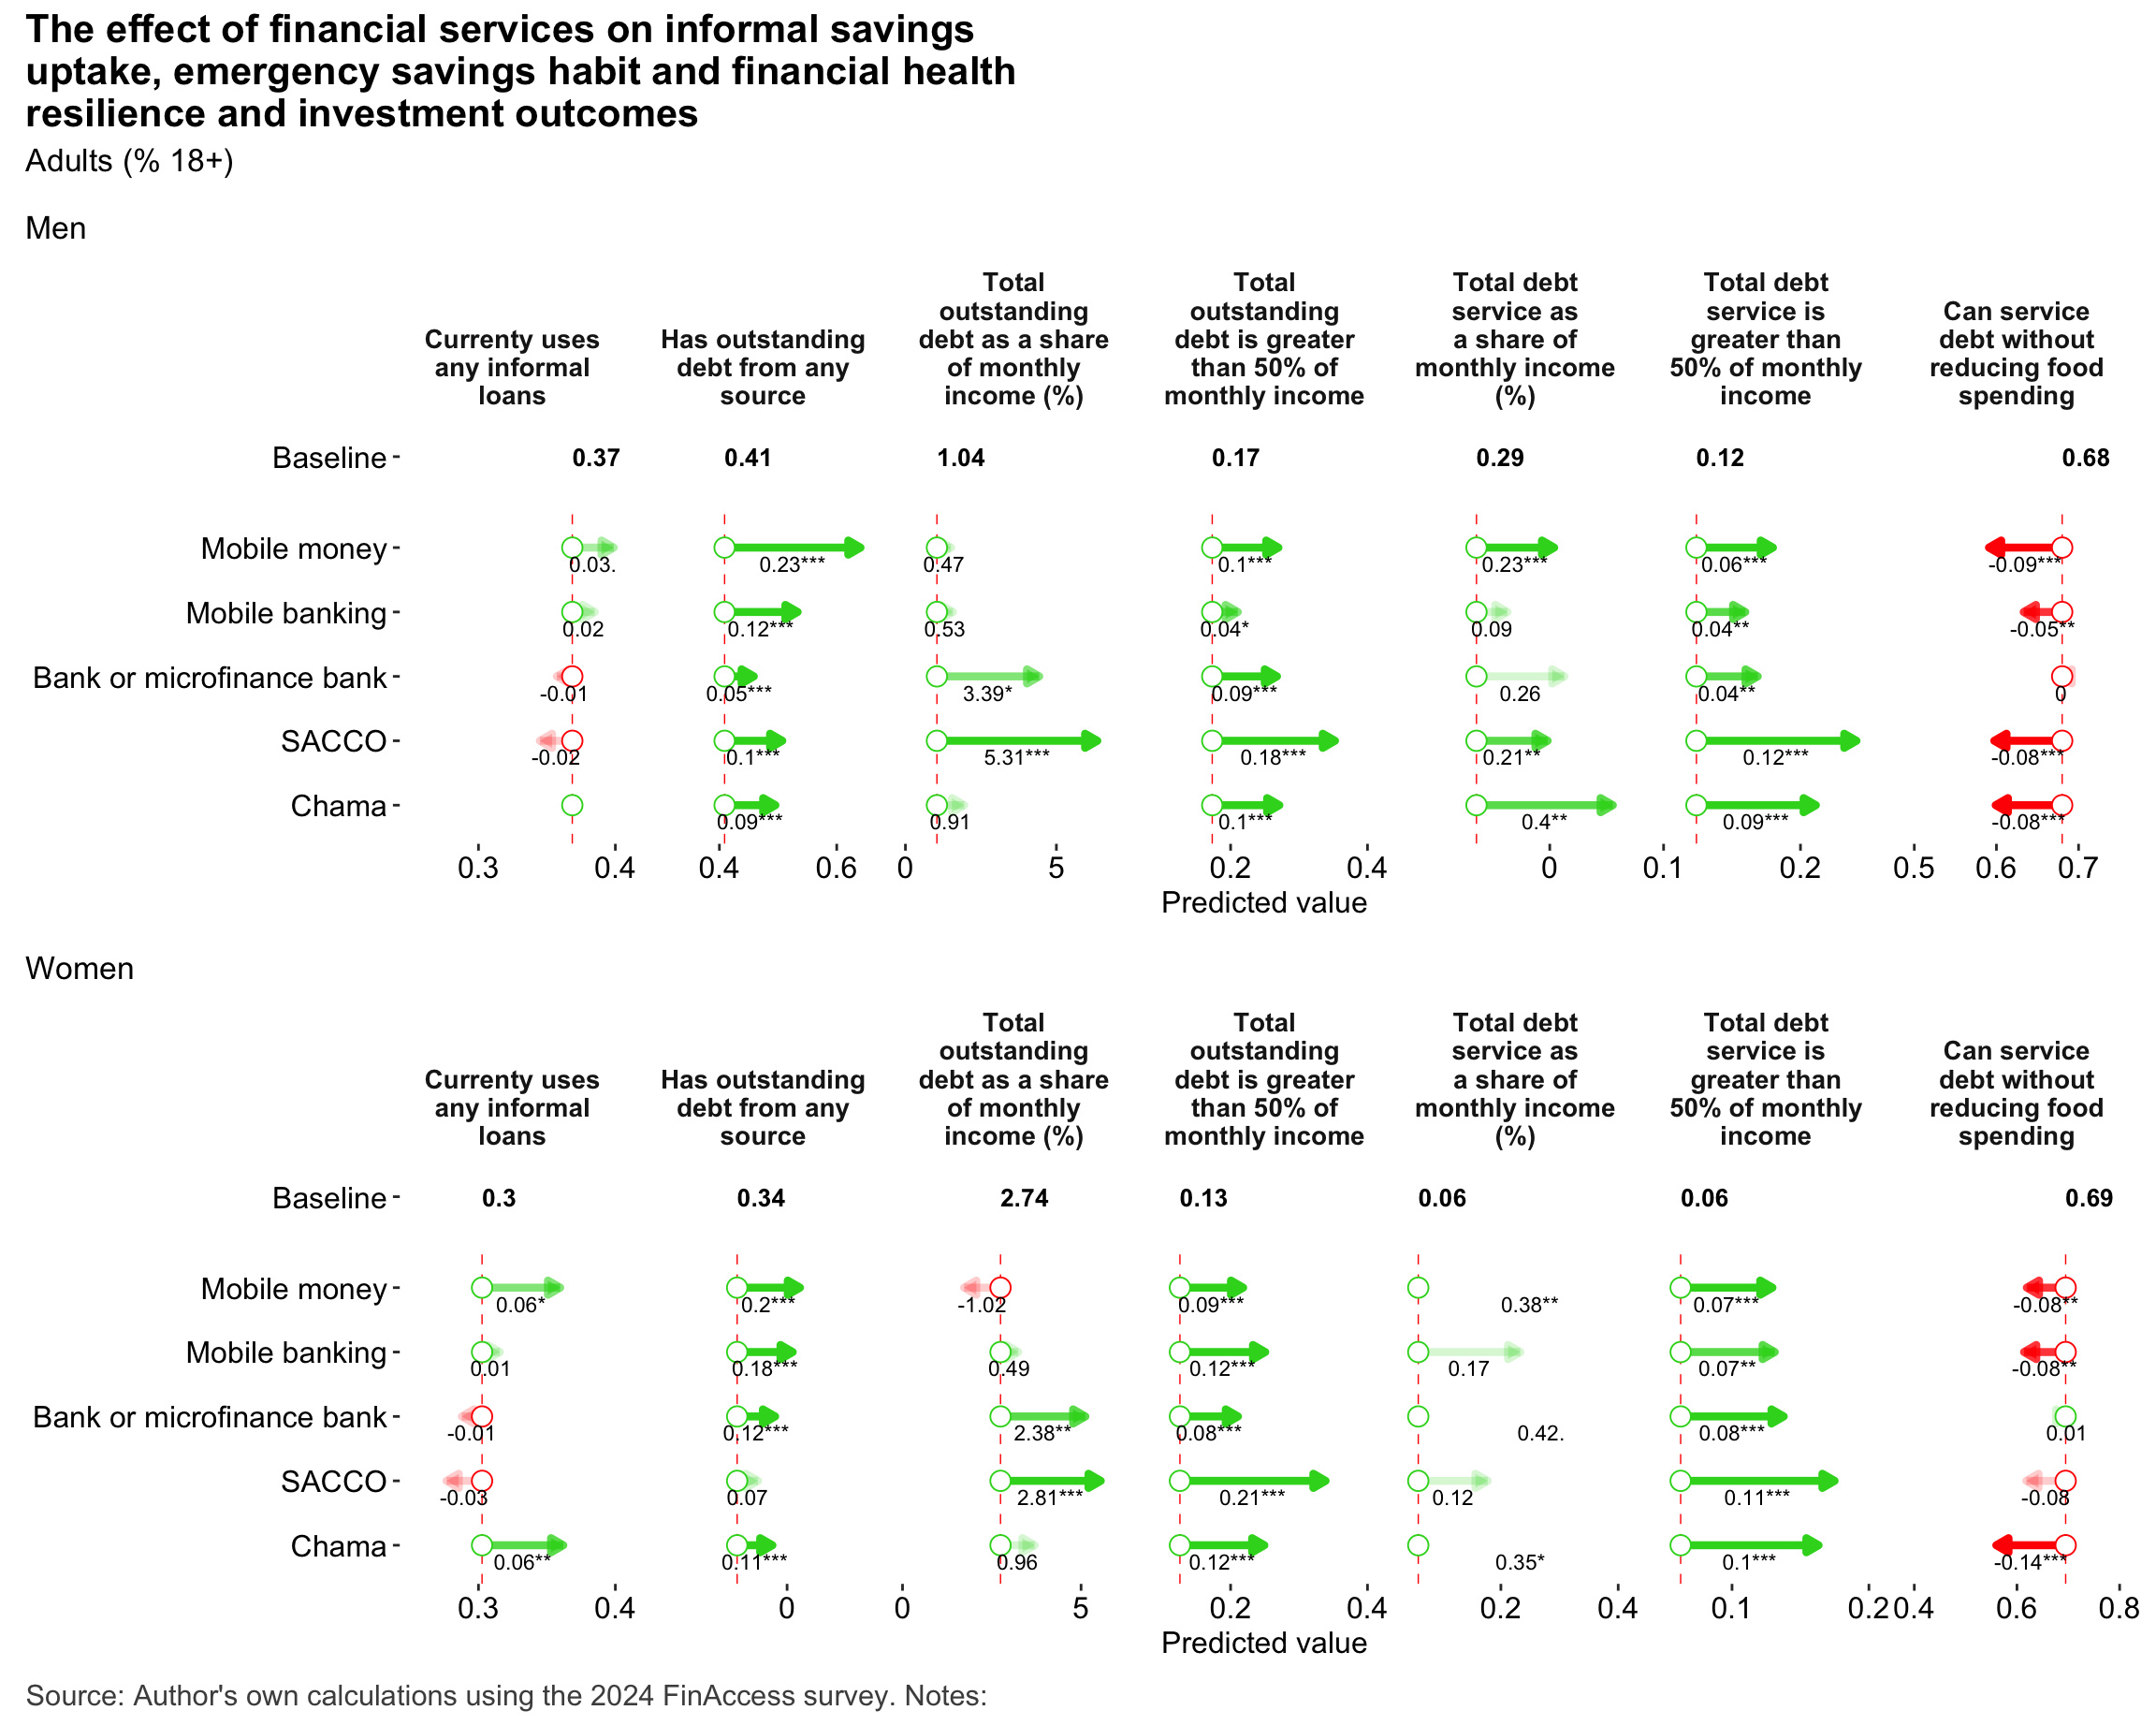 The effect of financial services on informal savings
uptake, emergency savings habit and financial health
resilience and investment outcomes
Adults (% 18+)
Men
Currenty uses
any informal
loans
Has outstanding
debt from any
source
Total
outstanding
debt as a share
of monthly
income (%)
Total
outstanding
debt is greater
than 50% of
monthly income
Total debt
service as
a share of
monthly income
(%)
Total debt
service is
greater than
50% of monthly
income
Can service
debt without
reducing food
spending
Baseline 0.37 0.41 1.04 0.17 0.29 0.12 0.68
Mobile money 0.03. 0.23*** 0.47 0.1*** 0.23*** 0.06*** -0.09***
Mobile banking 0.02 0.12*** 0.53 0.04* 0.09 0.04** -0.05**
Bank or microfinance bank -0.01 0.05*** 3.39* 0.09*** 0.26 0.04** 0
SACCO -0.02 0.1*** 5.31*** 0.18*** 0.21** 0.12*** -0.08***
Chama 0.09*** 0.91 0.1*** 0.4** 0.09*** -0.08***
0.3 0.4 0.4 0.6 0 5 0.2 0.4 0 0.1 0.2 0.5 0.6 0.7
Predicted value
Women
Currenty uses
any informal
loans
Has outstanding
debt from any
source
Total
outstanding
debt as a share
of monthly
income (%)
Total
outstanding
debt is greater
than 50% of
monthly income
Total debt
service as
a share of
monthly income
(%)
Total debt
service is
greater than
50% of monthly
income
Can service
debt without
reducing food
spending
Baseline 0.3 0.34 2.74 0.13 0.06 0.06 0.69
Mobile money 0.06* 0.2*** -1.02 0.09*** 0.38** 0.07*** -0.08**
Mobile banking 0.01 0.18*** 0.49 0.12*** 0.17 0.07** -0.08**
Bank or microfinance bank -0.01 0.12*** 2.38** 0.08*** 0.42. 0.08*** 0.01
SACCO -0.03 0.07 2.81*** 0.21*** 0.12 0.11*** -0.08
Chama 0.06** 0.11*** 0.96 0.12*** 0.35* 0.1*** -0.14***
0.3 0.4 0 0 5 0.2 0.4 0.2 0.4 0.1 0.2 0.4 0.6 0.8
Predicted value
Source: Author's own calculations using the 2024 FinAccess survey. Notes: